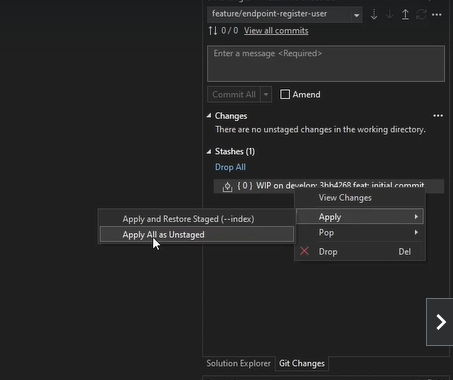 feature/endpoint-register-user
0 / 0 View all commits
Enter a message <Required>
Commit All Amend
Changes
There are no unstaged changes in the working directory.
Stashes (1)
Drop All
{ 0 } WIP on develop: 3bb4268 feat: initial commit
View Changes
Apply
Apply and Restore Staged (--index)
Apply All as Unstaged
Pop
Drop Del
Solution Explorer Git Changes